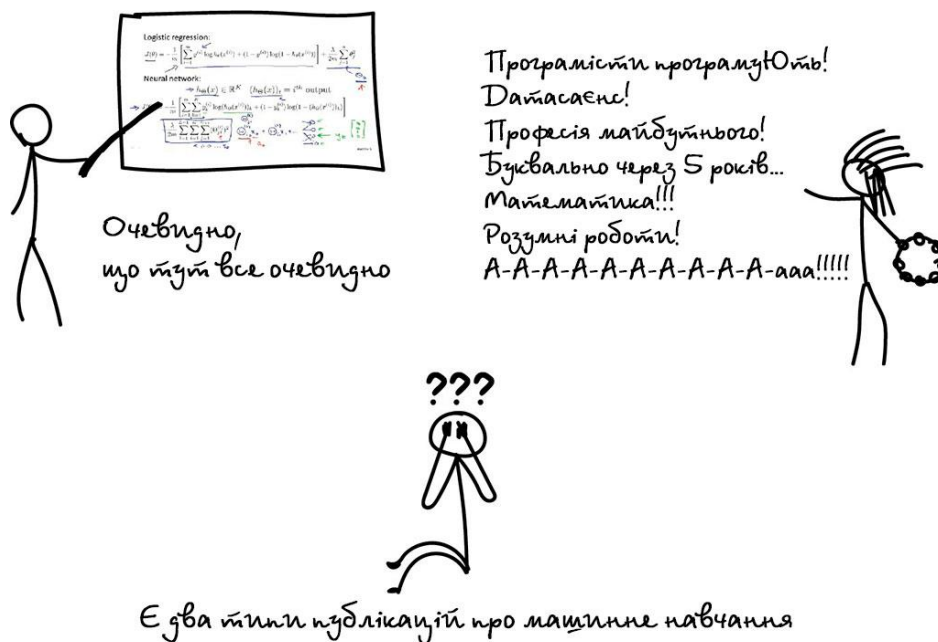 Logistic regression:
Neural network:
Очевидно,
що тут все очевидно
Програмісти програмуЮть!
Датасаєнс!
Професія майбутнього!
Буквально через 5 років...
Математика!!!
Розумні роботи!
А-А-А-А-А-А-А-А-А-А-ааа!!!!!
???
Є два типи публікацій про машинне навчання